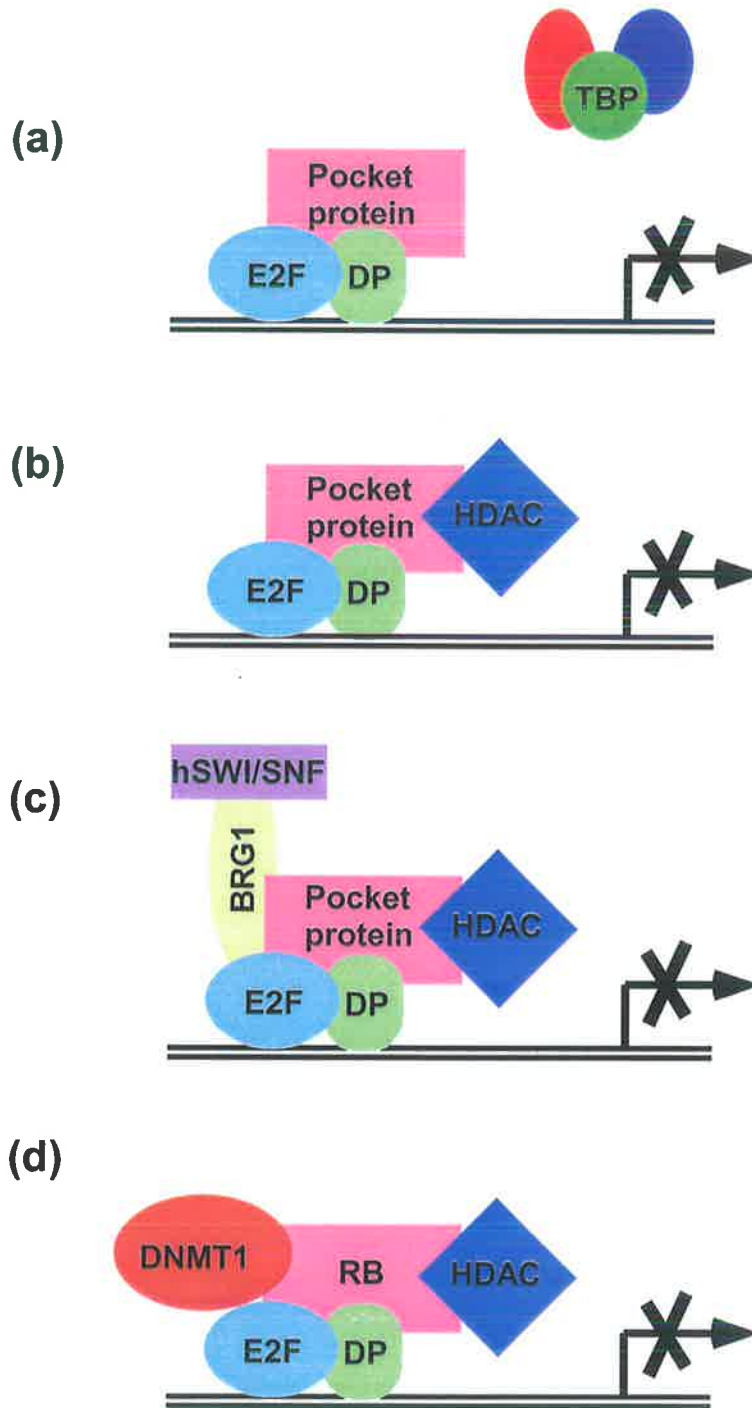 (a)
TBP
Pocket
protein
E2F
DP
(b)
Pocket
protein
HDAC
E2F
DP
(c)
hSWI/SNF
BRG1
Pocket
protein
HDAC
E2F
DP
(d)
DNMT1
RB
HDAC
E2F
DP